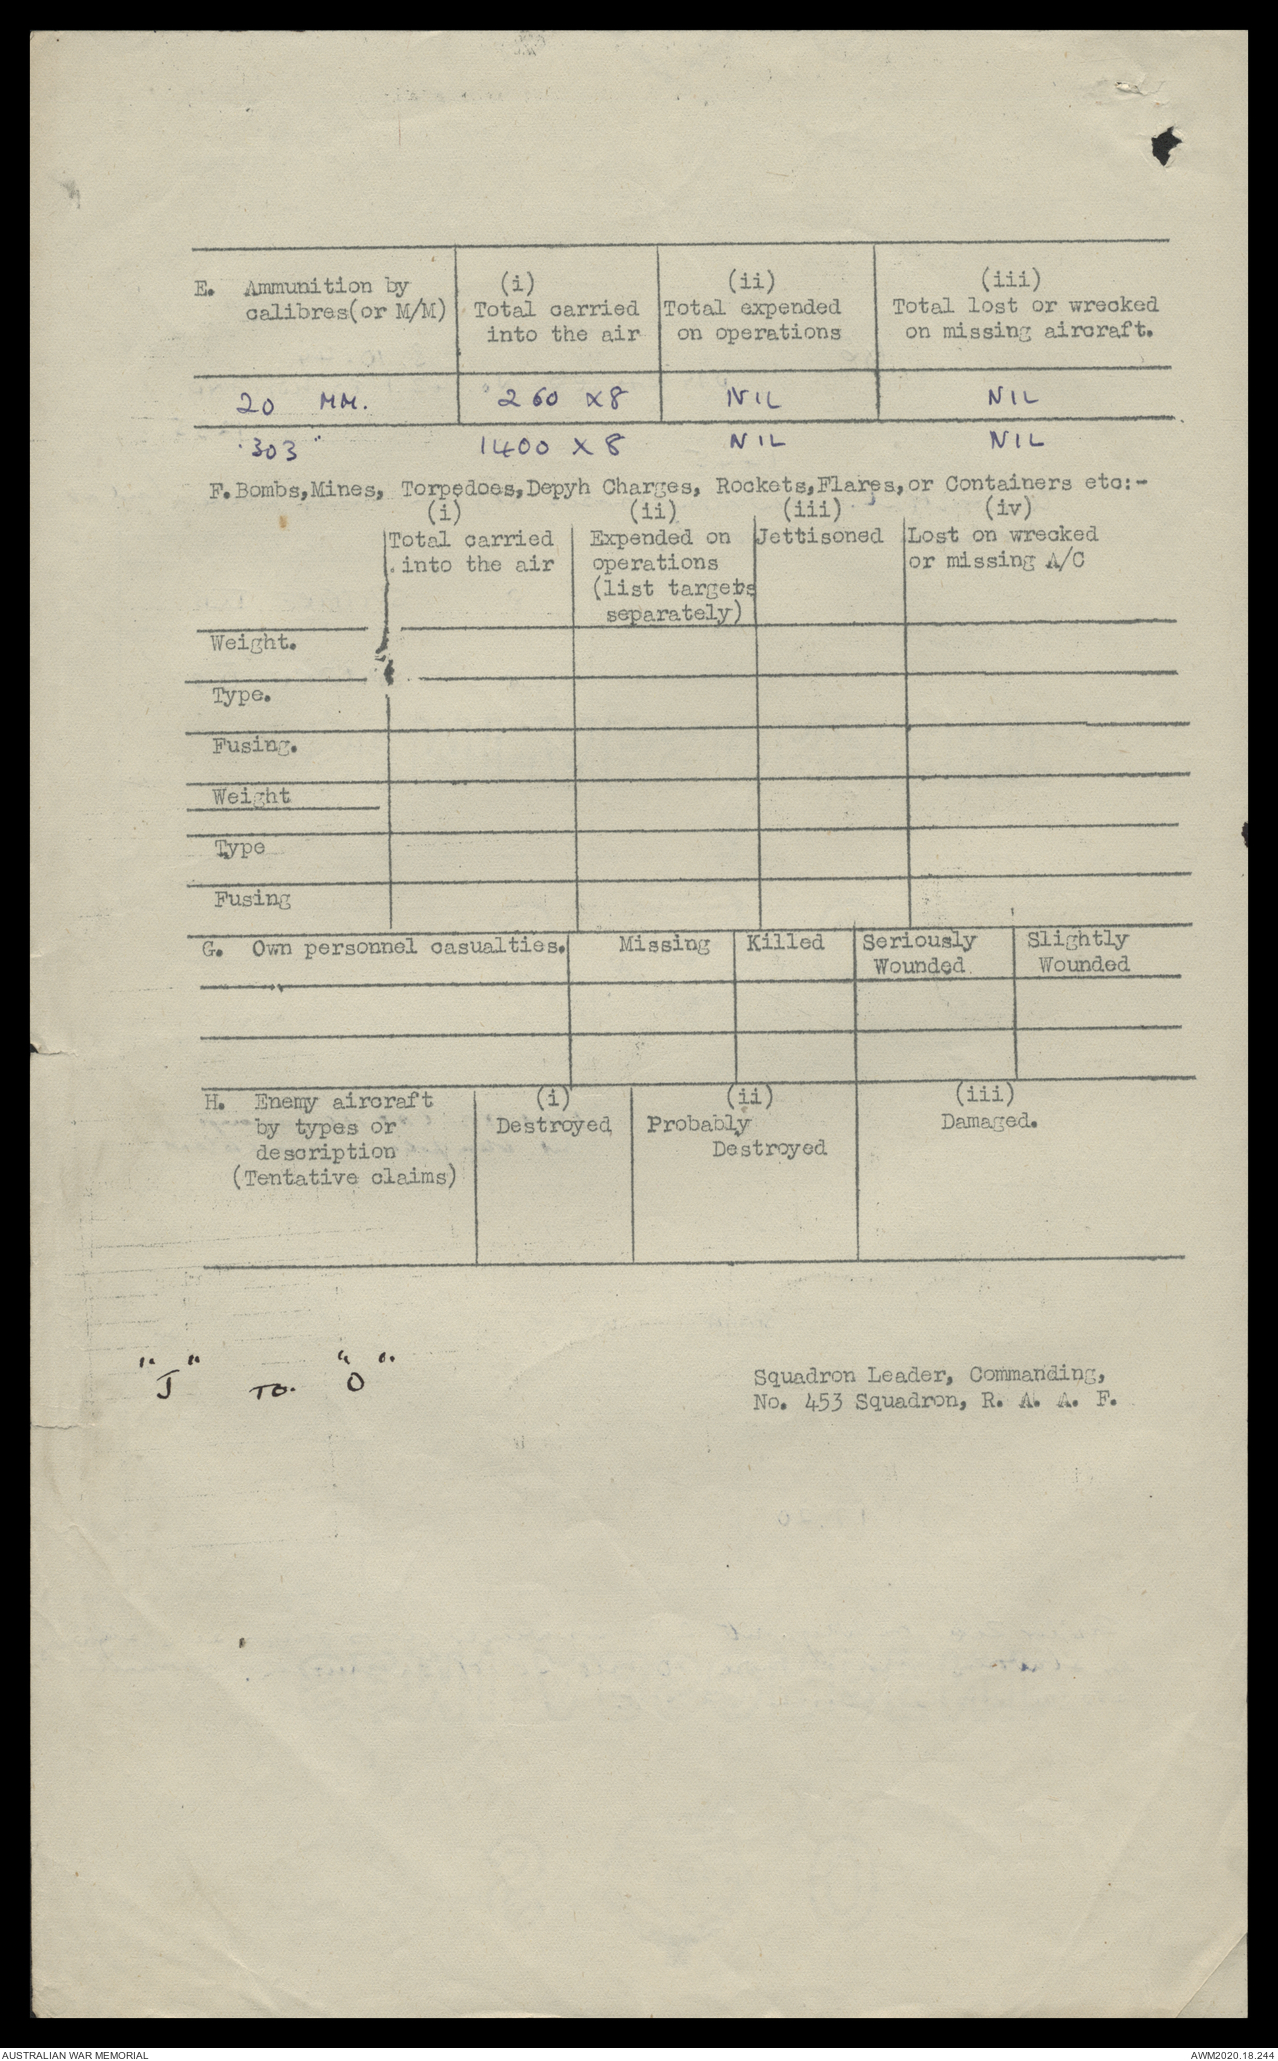 E. Ammunition by calibres(or M/M) (i) Total carried into the air (ii) Total expended on operations (iii) Total lost or wrecked on missing aircraft.
20 MM. 260 x8 NIL NIL
.303" 1400 x 8 NIL NIL
F. Bombs,Mines, Torpedoes,Depyh Charges, Rockets,Flares,or Containers etc:-
(i) (ii) (iii) (iv)
Total carried into the air Expended on operations (list targets separately) Jettisoned Lost on wrecked or missing A/C
Weight.
Type.
Fusing.
Weight
Type
Fusing
G. Own personnel casualties. Missing Killed Seriously Wounded Slightly Wounded
H. Enemy aircraft by types or description (Tentative claims) (i) Destroyed (ii) Probably Destroyed (iii) Damaged.
"J" TO. "O"
Squadron Leader, Commanding,
No. 453 Squadron, R. A. A. F.
AUSTRALIAN WAR MEMORIAL
AWM2020.18.244